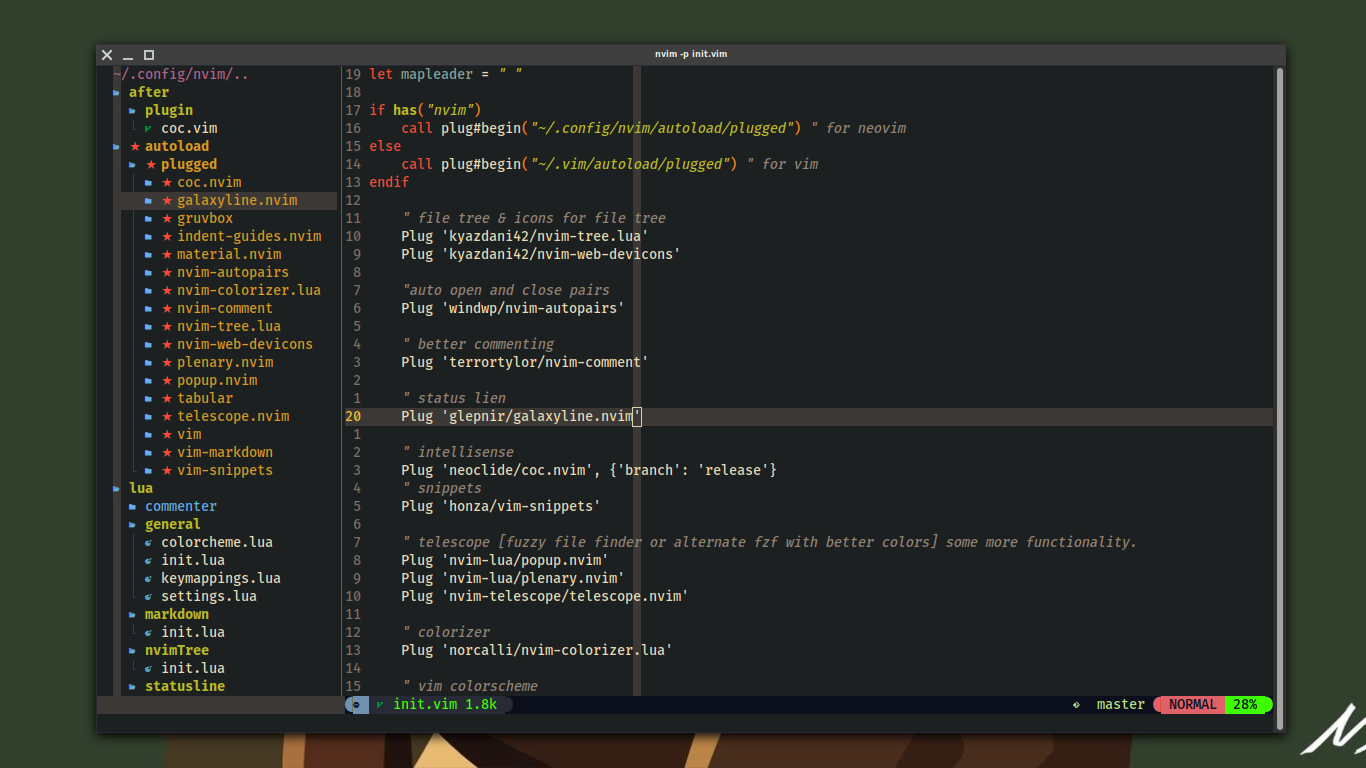 nvim -p init.vim
~/.config/nvim/..
after
plugin
coc.vim
autoload
plugged
coc.nvim
galaxyline.nvim
gruvbox
indent-guides.nvim
material.nvim
nvim-autopairs
nvim-colorizer.lua
nvim-comment
nvim-tree.lua
nvim-web-devicons
plenary.nvim
popup.nvim
tabular
telescope.nvim
vim
vim-markdown
vim-snippets
lua
commenter
general
colorcheme.lua
init.lua
keymappings.lua
settings.lua
markdown
init.lua
nvimTree
init.lua
statusline
19 let mapleader = " "
18
17 if has("nvim")
16     call plug#begin("~/.config/nvim/autoload/plugged") " for neovim
15 else
14     call plug#begin("~/.vim/autoload/plugged") " for vim
13 endif
12
11     " file tree & icons for file tree
10     Plug 'kyazdani42/nvim-tree.lua'
9     Plug 'kyazdani42/nvim-web-devicons'
8
7     "auto open and close pairs
6     Plug 'windwp/nvim-autopairs'
5
4     " better commenting
3     Plug 'terrortylor/nvim-comment'
2
1     " status lien
20     Plug 'glepnir/galaxyline.nvim'
1
2     " intellisense
3     Plug 'neoclide/coc.nvim', {'branch': 'release'}
4     " snippets
5     Plug 'honza/vim-snippets'
6
7     " telescope [fuzzy file finder or alternate fzf with better colors] some more functionality.
8     Plug 'nvim-lua/popup.nvim'
9     Plug 'nvim-lua/plenary.nvim'
10     Plug 'nvim-telescope/telescope.nvim'
11
12     " colorizer
13     Plug 'norcalli/nvim-colorizer.lua'
14
15     " vim colorscheme
init.vim 1.8k master NORMAL 28%